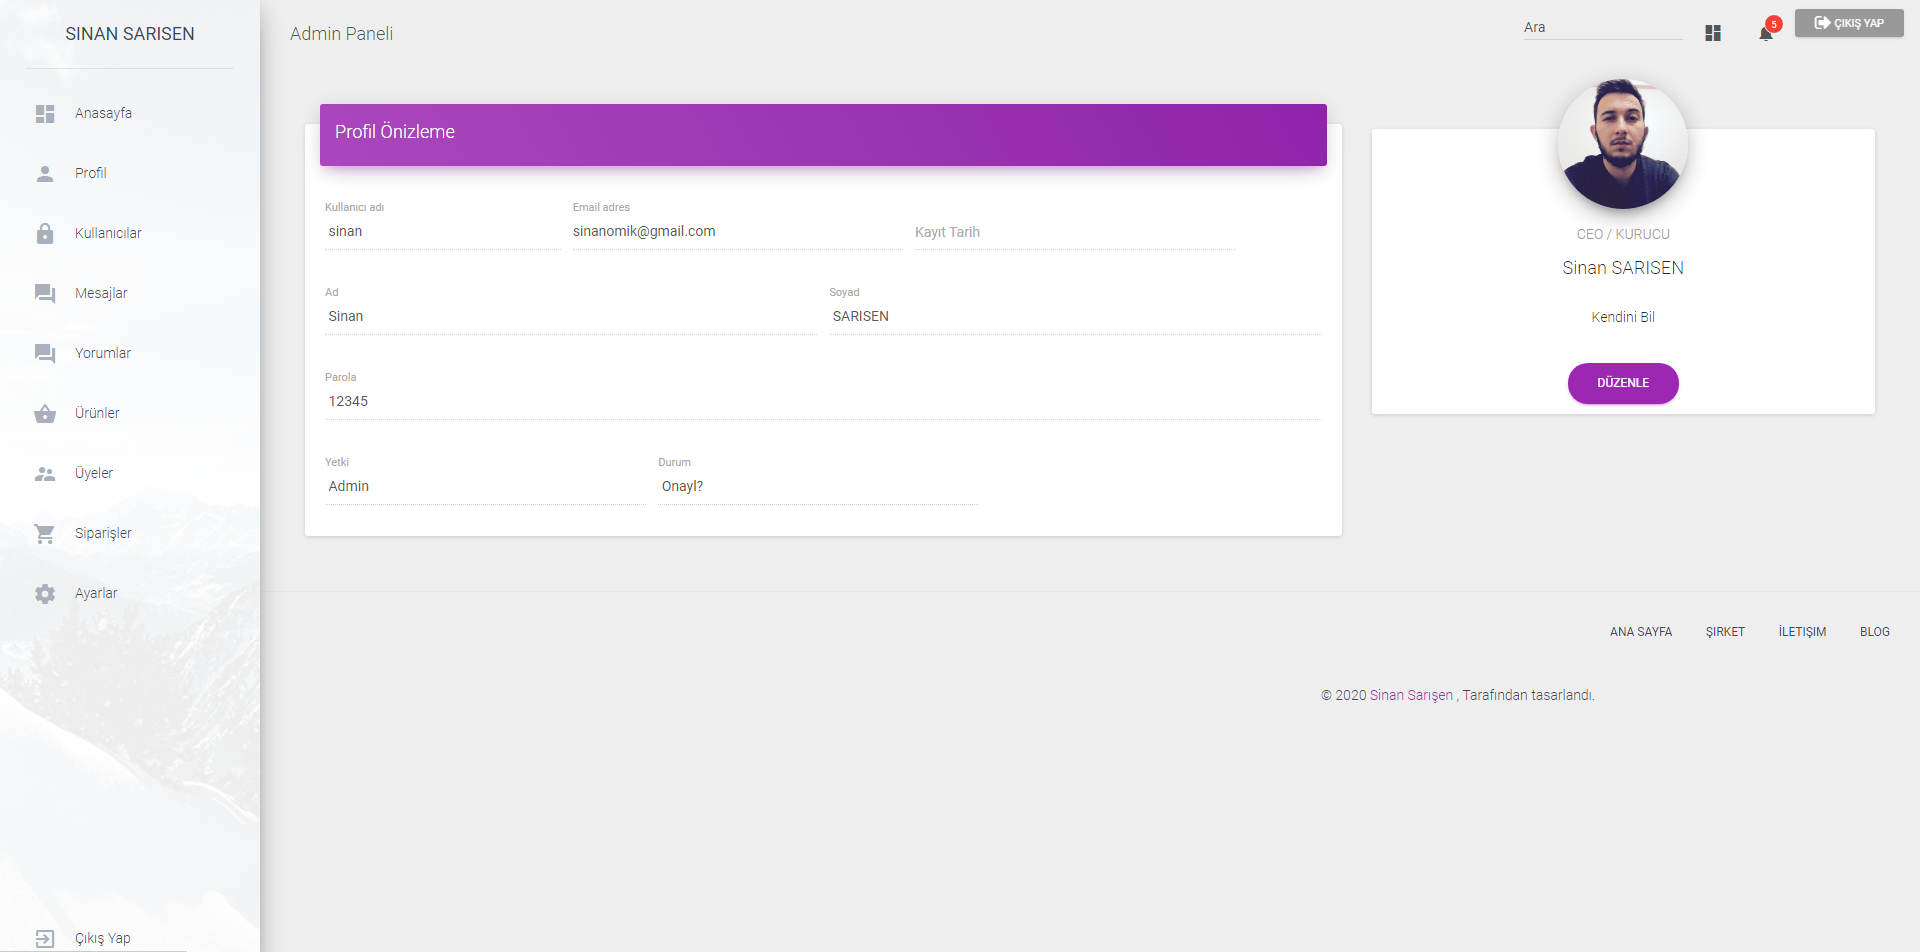 SINAN SARISEN
Anasayfa
Profil
Kullanıcılar
Mesajlar
Yorumlar
Ürünler
Üyeler
Siparişler
Ayarlar
Çıkış Yap
Admin Paneli
Ara
5
ÇIKIŞ YAP
Profil Önizleme
Kullanıcı adı
sinan
Email adres
sinanomik@gmail.com
Kayıt Tarih
Ad
Sinan
Soyad
SARISEN
Parola
12345
Yetki
Admin
Durum
Onayl?
CEO / KURUCU
Sinan SARISEN
Kendini Bil
DÜZENLE
ANA SAYFA ŞIRKET İLETIŞIM BLOG
© 2020 Sinan Sarışen , Tarafından tasarlandı.